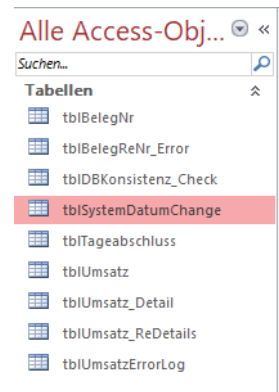 Alle Access-Obj... «
Suchen...
Tabellen
tblBelegNr
tblBelegReNr_Error
tblDBKonsistenz_Check
tblSystemDatumChange
tblTageabschluss
tblUmsatz
tblUmsatz_Detail
tblUmsatz_ReDetails
tblUmsatzErrorLog